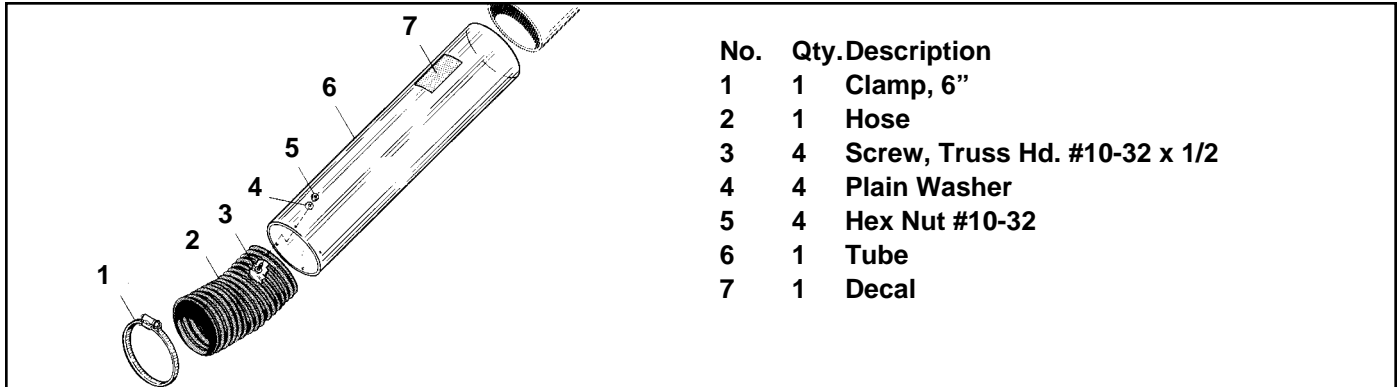 7
6
5
4
3
2
1
No. Qty.Description
1 1 Clamp, 6”
2 1 Hose
3 4 Screw, Truss Hd. #10-32 x 1/2
4 4 Plain Washer
5 4 Hex Nut #10-32
6 1 Tube
7 1 Decal